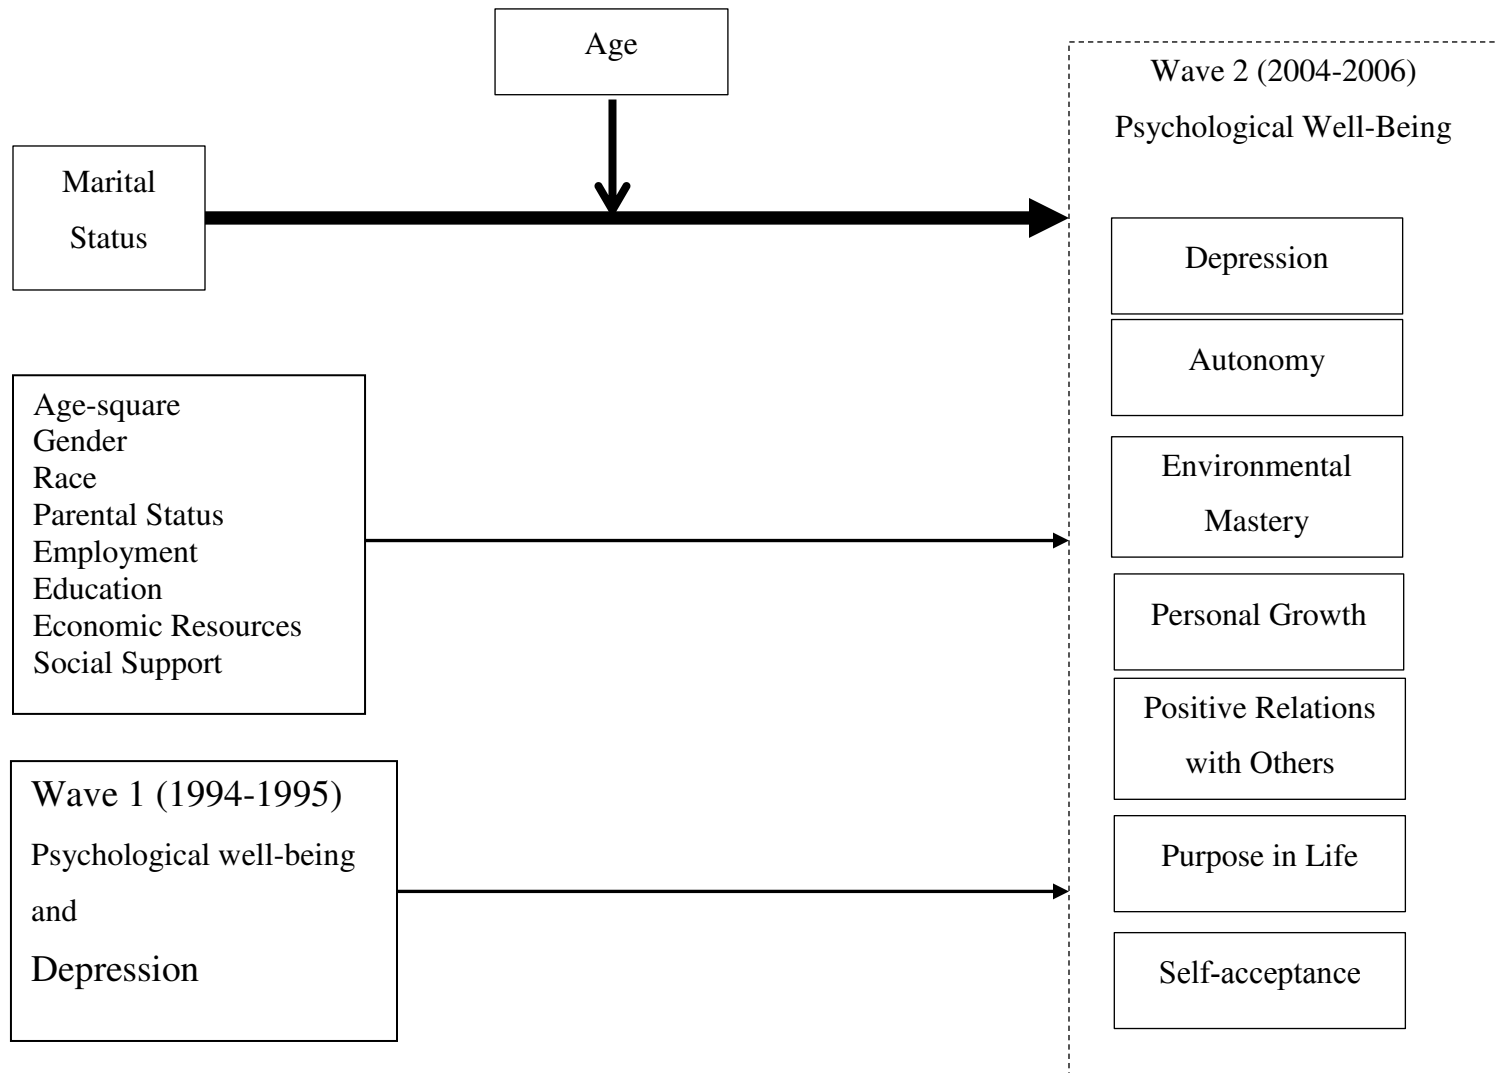 Age
Marital
Status
Age-square
Gender
Race
Parental Status
Employment
Education
Economic Resources
Social Support
Wave 1 (1994-1995)
Psychological well-being
and
Depression
Wave 2 (2004-2006)
Psychological Well-Being
Depression
Autonomy
Environmental
Mastery
Personal Growth
Positive Relations
with Others
Purpose in Life
Self-acceptance